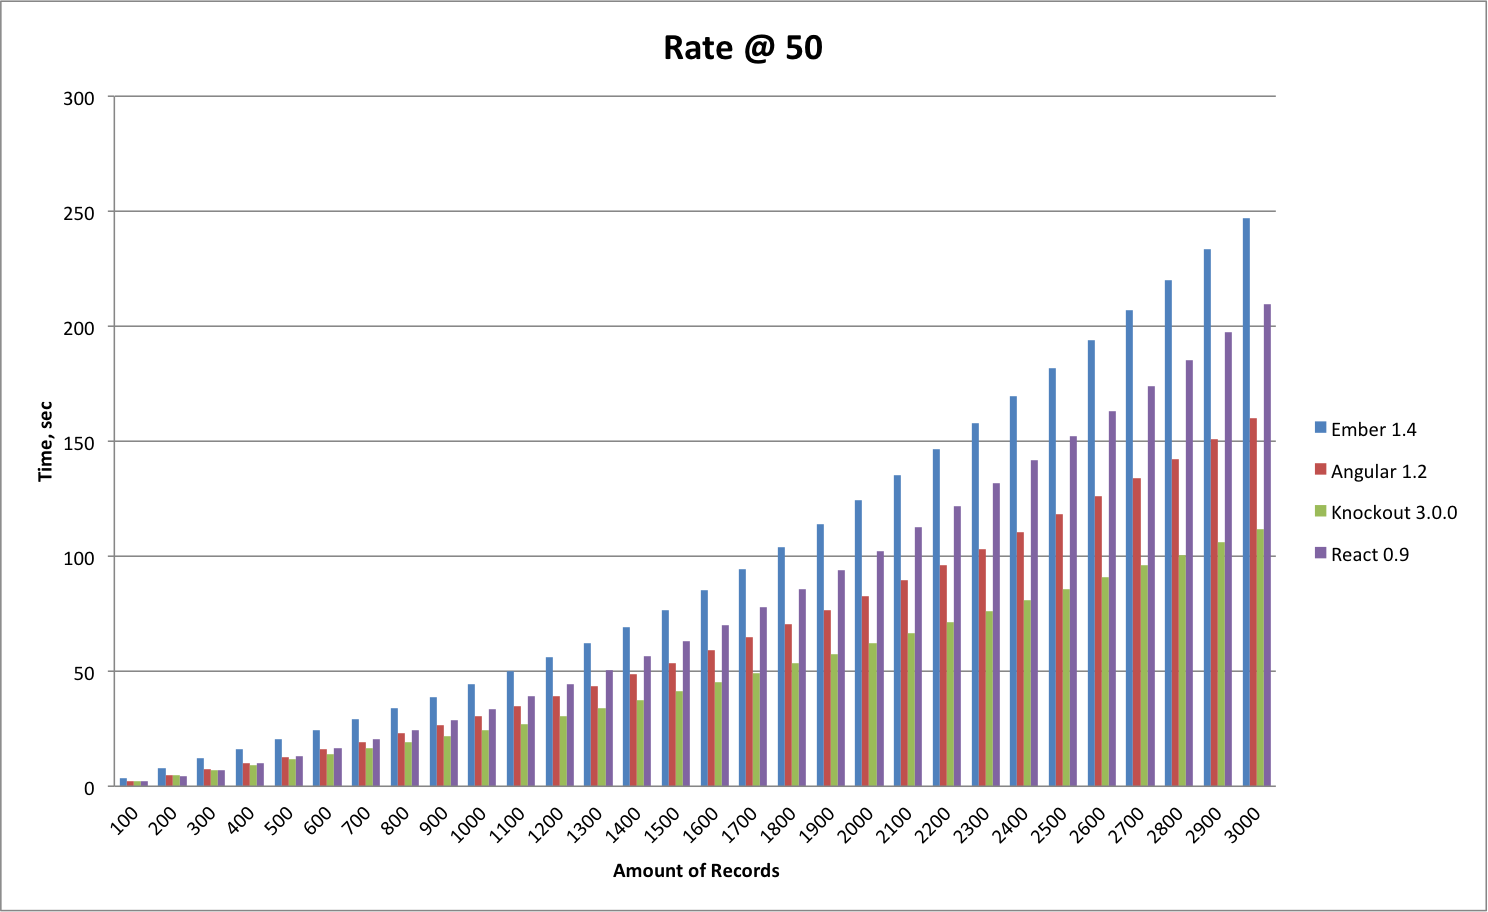 Rate @ 50
300
250
200
150
100
50
0
Time, sec
100 200 300 400 500 600 700 800 900 1000 1100 1200 1300 1400 1500 1600 1700 1800 1900 2000 2100 2200 2300 2400 2500 2600 2700 2800 2900 3000
Amount of Records
Ember 1.4
Angular 1.2
Knockout 3.0.0
React 0.9